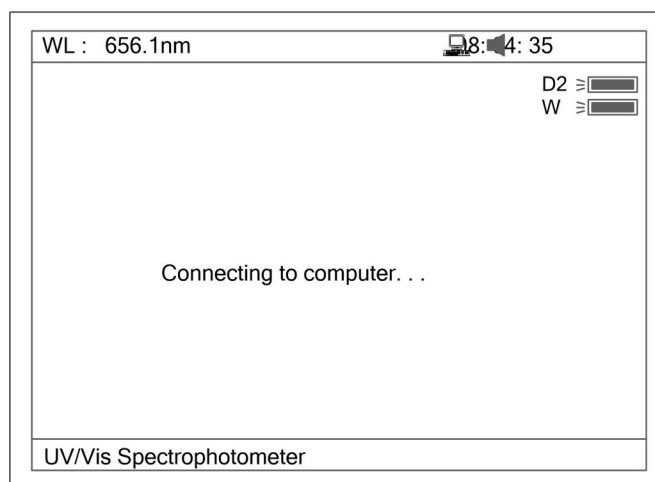 WL : 656.1nm
D2
W
Connecting to computer. . .
UV/Vis Spectrophotometer